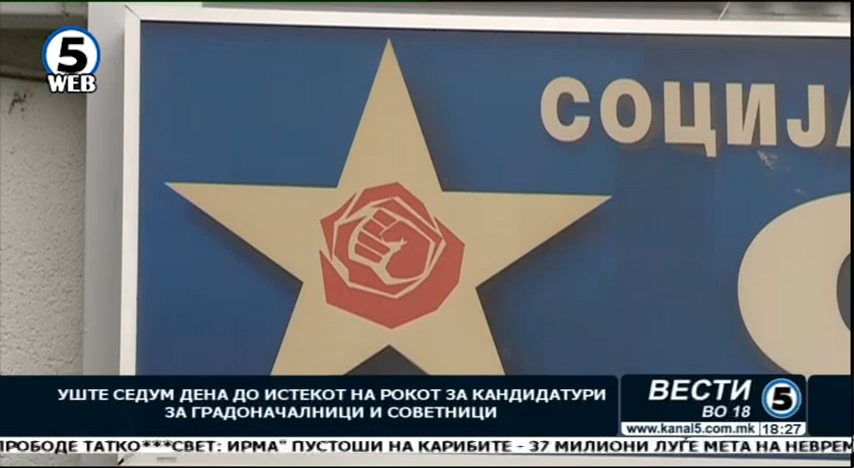 5
WEB
СОЦИЈА
УШТЕ СЕДУМ ДЕНА ДО ИСТЕКОТ НА РОКОТ ЗА КАНДИДАТУРИ
ЗА ГРАДОНАЧАЛНИЦИ И СОВЕТНИЦИ
ВЕСТИ
ВО 18
5
www.kanal5.com.mk 18:27
ПРОБОДЕ ТАТКО***СВЕТ: ИРМА" ПУСТОШИ НА КАРИБИТЕ - 37 МИЛИОНИ ЛУЃЕ МЕТА НА НЕВРЕМ